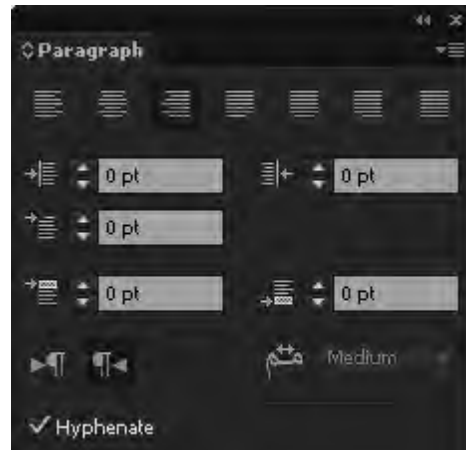 Paragraph
0 pt 0 pt
0 pt
0 pt 0 pt
Medium
Hyphenate